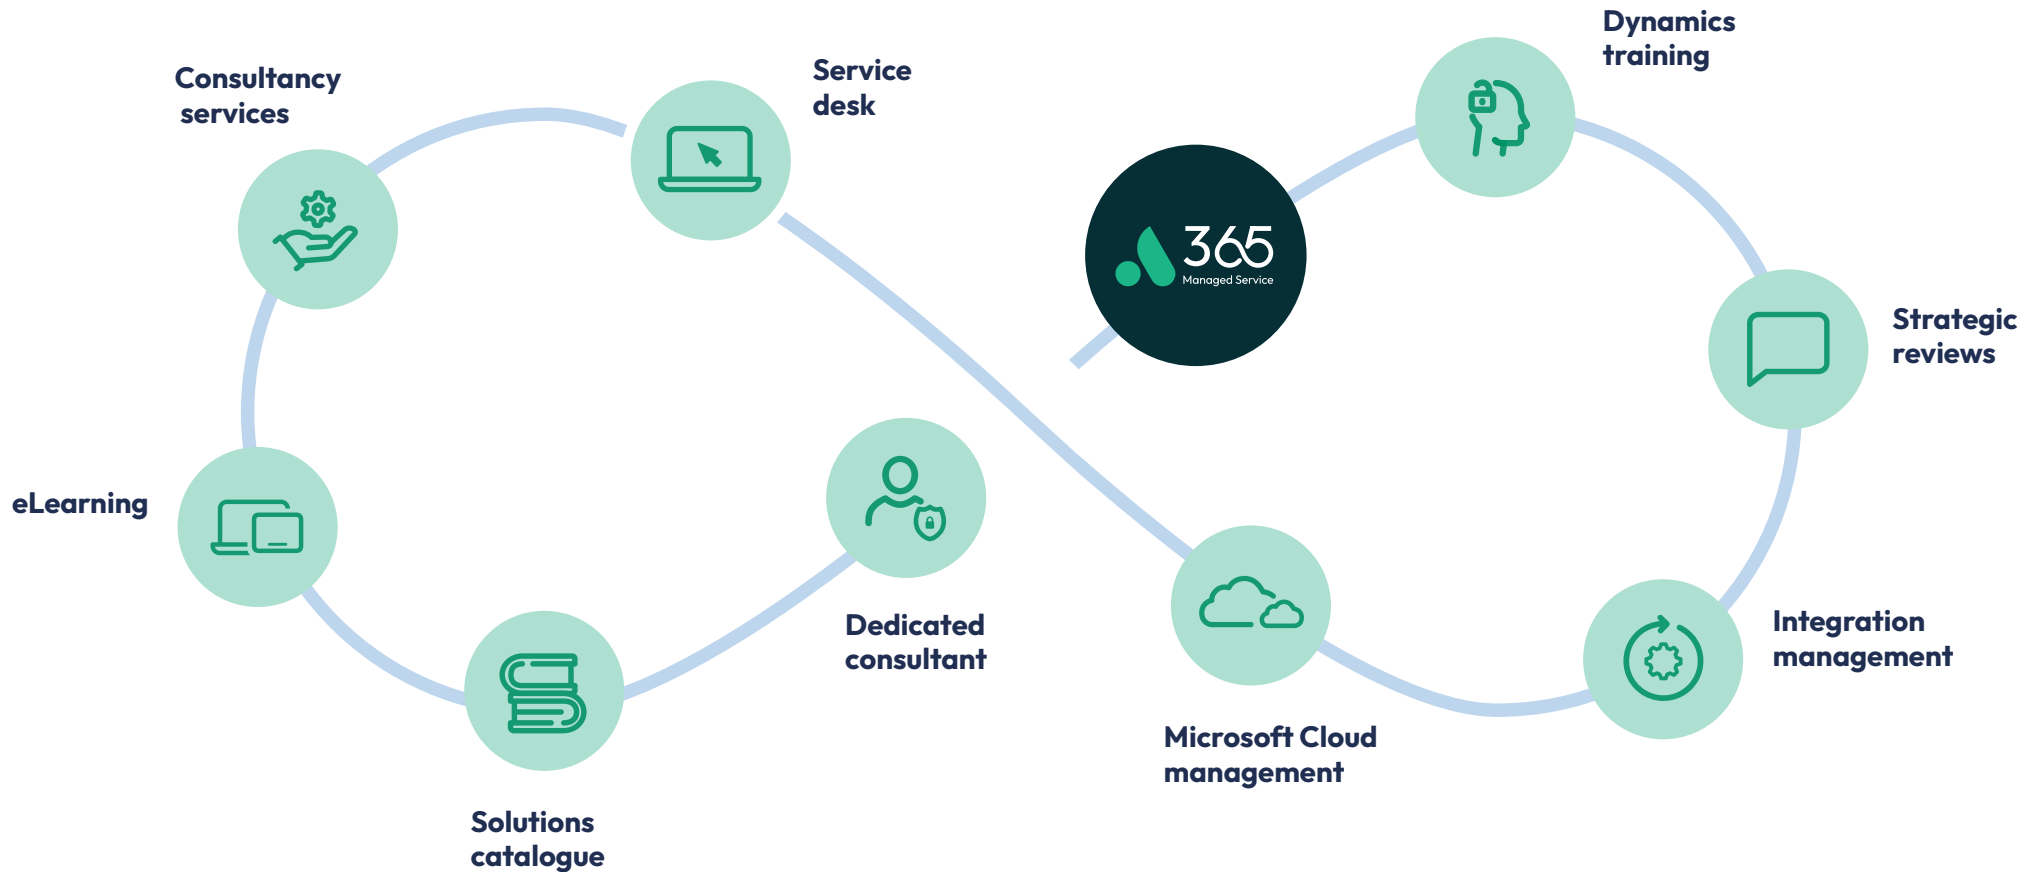 Consultancy
services
Service
desk
Dynamics
training
365
Managed Service
Strategic
reviews
eLearning
Dedicated
consultant
Integration
management
Microsoft Cloud
management
Solutions
catalogue